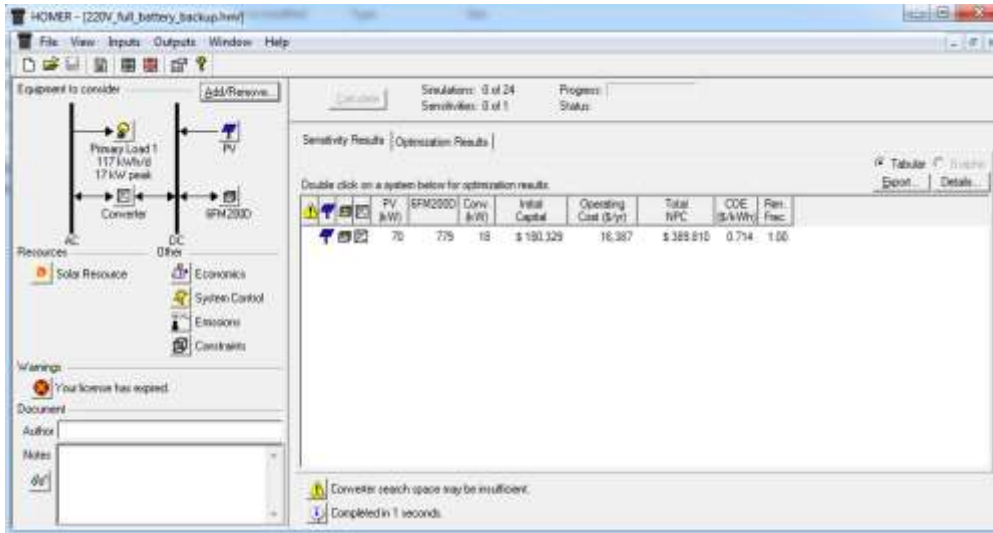 HOMER - [220V_full_battery_backup.hmr]
File View Inputs Outputs Window Help
Equipment to consider
Add/Remove...
Calculate
Simulations: 0 of 24
Progress:
Sensitivities: 0 of 1
Status:
Primary Load 1
117 kWh/d
17 kW peak
PV
Converter
6FM200D
AC
DC
Resources
Other
Solar Resource
Economics
System Control
Emissions
Constraints
Warnings
Your license has expired.
Document
Author
Notes
Sensitivity Results
Optimization Results
Tabular
Graphic
Double click on a system below for optimization results.
Export...
Details...
PV (kW) 6FM200D Conv. (kW) Initial Capital Operating Cost ($/yr) Total NPC COE ($/kWh) Ren. Frac.
70 779 18 $ 180,329 16,387 $ 389,810 0.714 1.00
Converter search space may be insufficient.
Completed in 1 seconds.